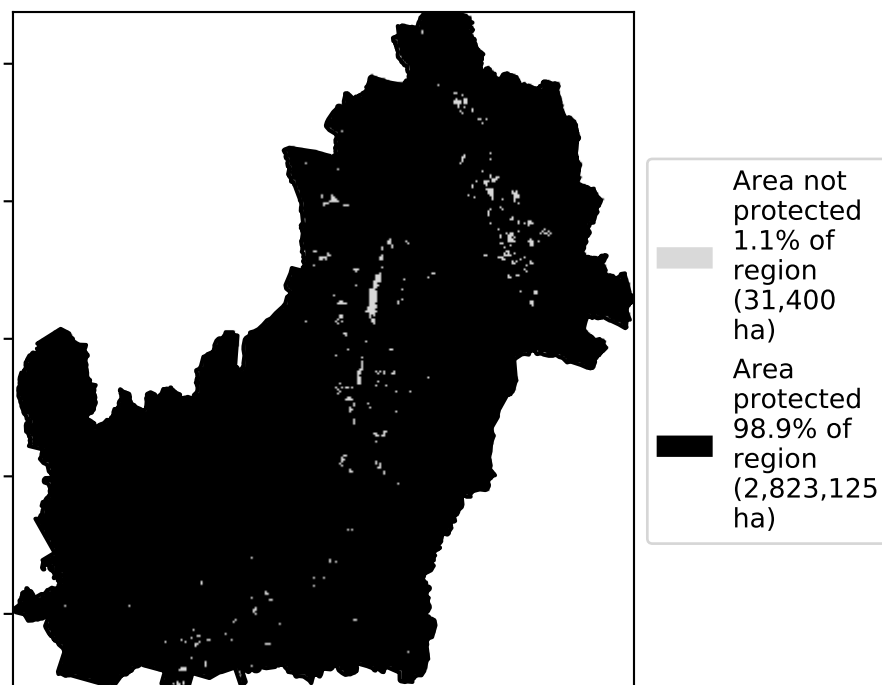 Area not
protected
1.1% of
region
(31,400
ha)
Area
protected
98.9% of
region
(2,823,125
ha)